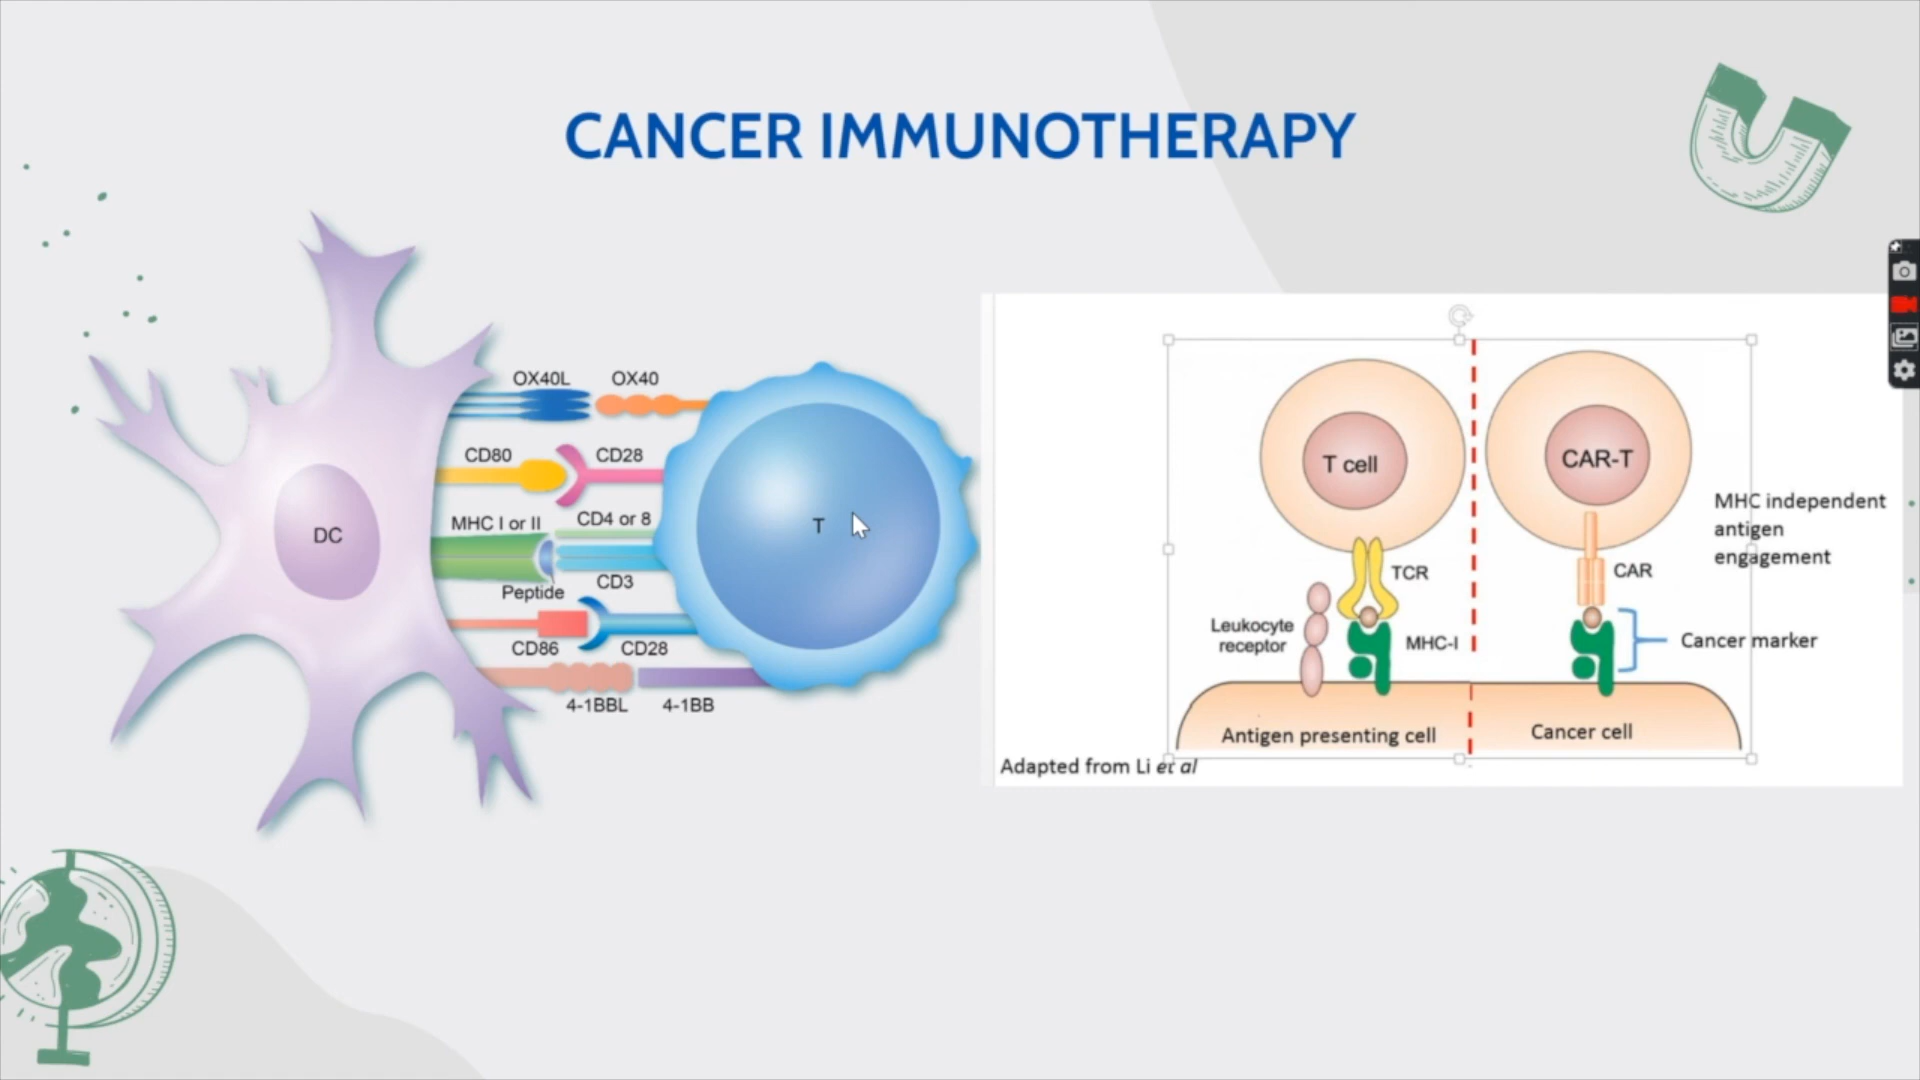 CANCER IMMUNOTHERAPY
OX40L OX40
CD80 CD28
MHC I or II CD4 or 8
DC
T
Peptide CD3
CD86 CD28
4-1BBL 4-1BB
T cell
CAR-T
MHC independent
antigen
engagement
TCR
CAR
Leukocyte
receptor
MHC-I
Cancer marker
Antigen presenting cell
Cancer cell
Adapted from Li et al